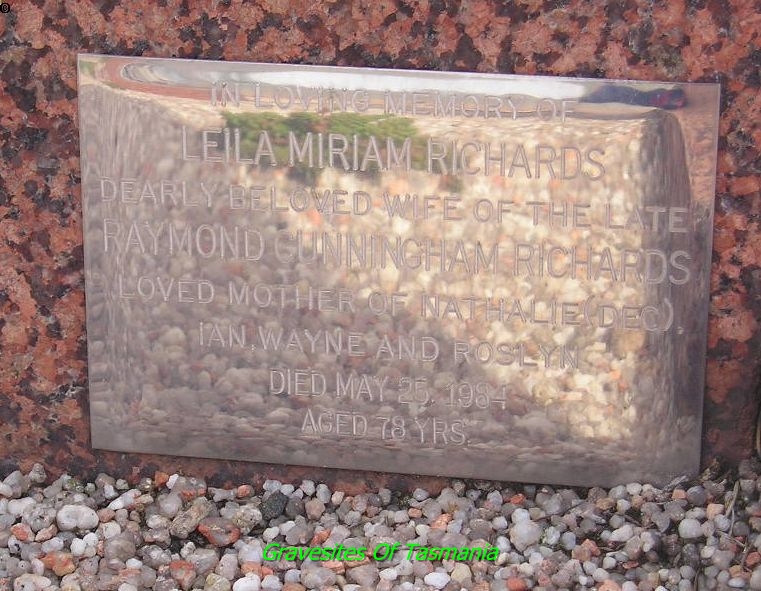 IN LOVING MEMORY OF
LEILA MIRIAM RICHARDS
DEARLY BELOVED WIFE OF THE LATE
RAYMOND CUNNINGHAM RICHARDS
LOVED MOTHER OF NATHALIE (DEC),
IAN, WAYNE AND ROSLYN
DIED MAY 25, 1984
AGED 78 YRS.
Gravesites Of Tasmania